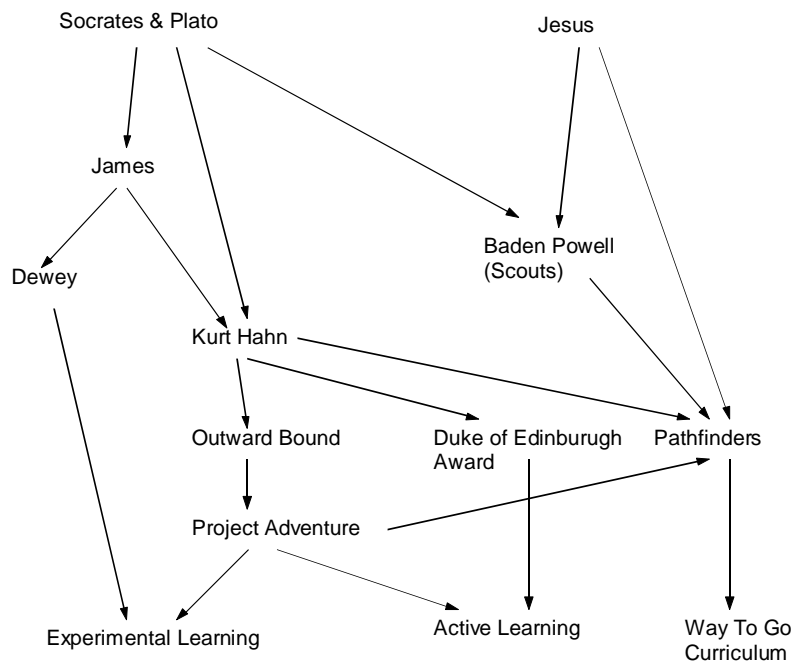 Socrates & Plato
Jesus
James
Baden Powell
(Scouts)
Dewey
Kurt Hahn
Outward Bound
Duke of Edinburugh
Award
Pathfinders
Project Adventure
Experimental Learning
Active Learning
Way To Go
Curriculum